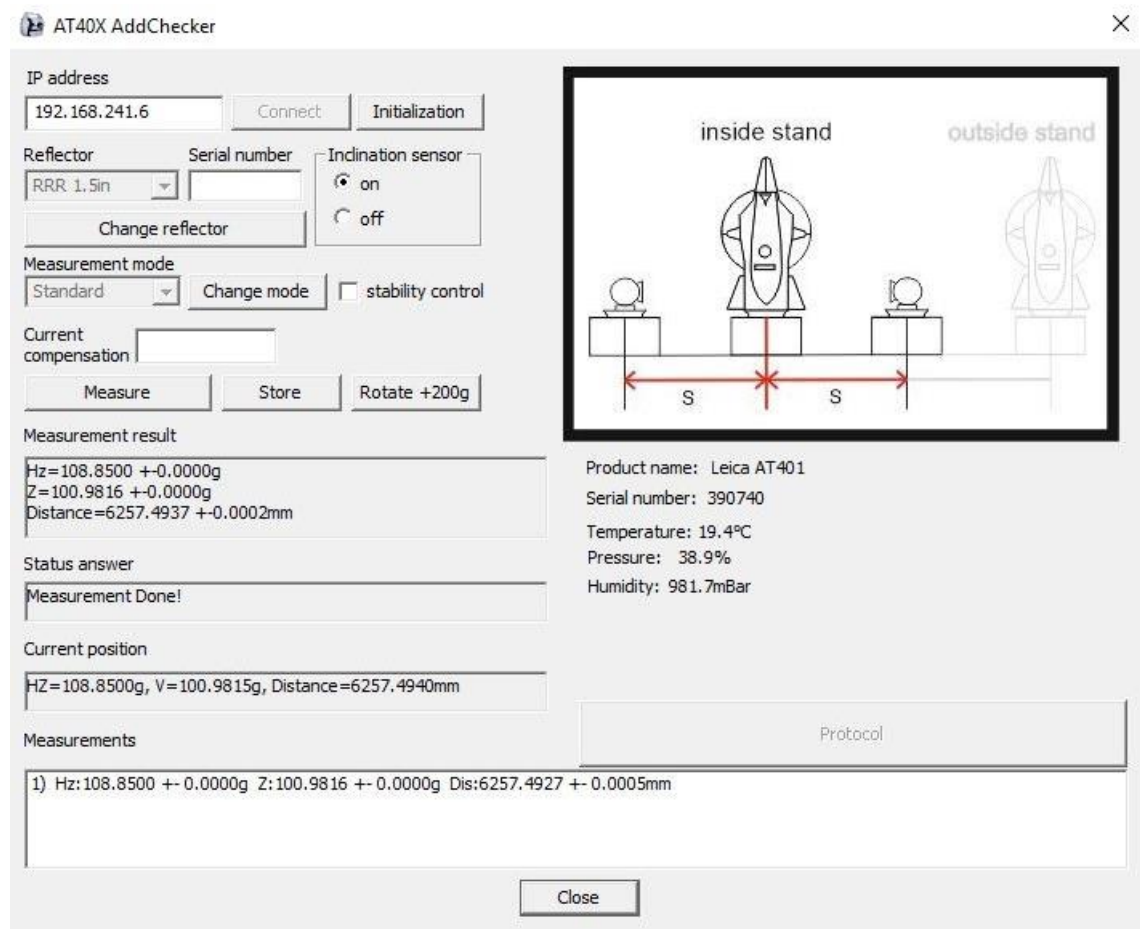 AT40X AddChecker
IP address
192.168.241.6
Connect
Initialization
Reflector
Serial number
Inclination sensor
RRR 1.5in
on
off
Change reflector
Measurement mode
Standard
Change mode
stability control
Current
compensation
Measure
Store
Rotate +200g
Measurement result
Hz=108.8500 +-0.0000g
Z=100.9816 +-0.0000g
Distance=6257.4937 +-0.0002mm
Status answer
Measurement Done!
Current position
HZ=108.8500g, V=100.9815g, Distance=6257.4940mm
inside stand
outside stand
S
S
Product name: Leica AT401
Serial number: 390740
Temperature: 19.4°C
Pressure: 38.9%
Humidity: 981.7mBar
Protocol
Measurements
1) Hz:108.8500 +- 0.0000g Z:100.9816 +- 0.0000g Dis:6257.4927 +- 0.0005mm
Close